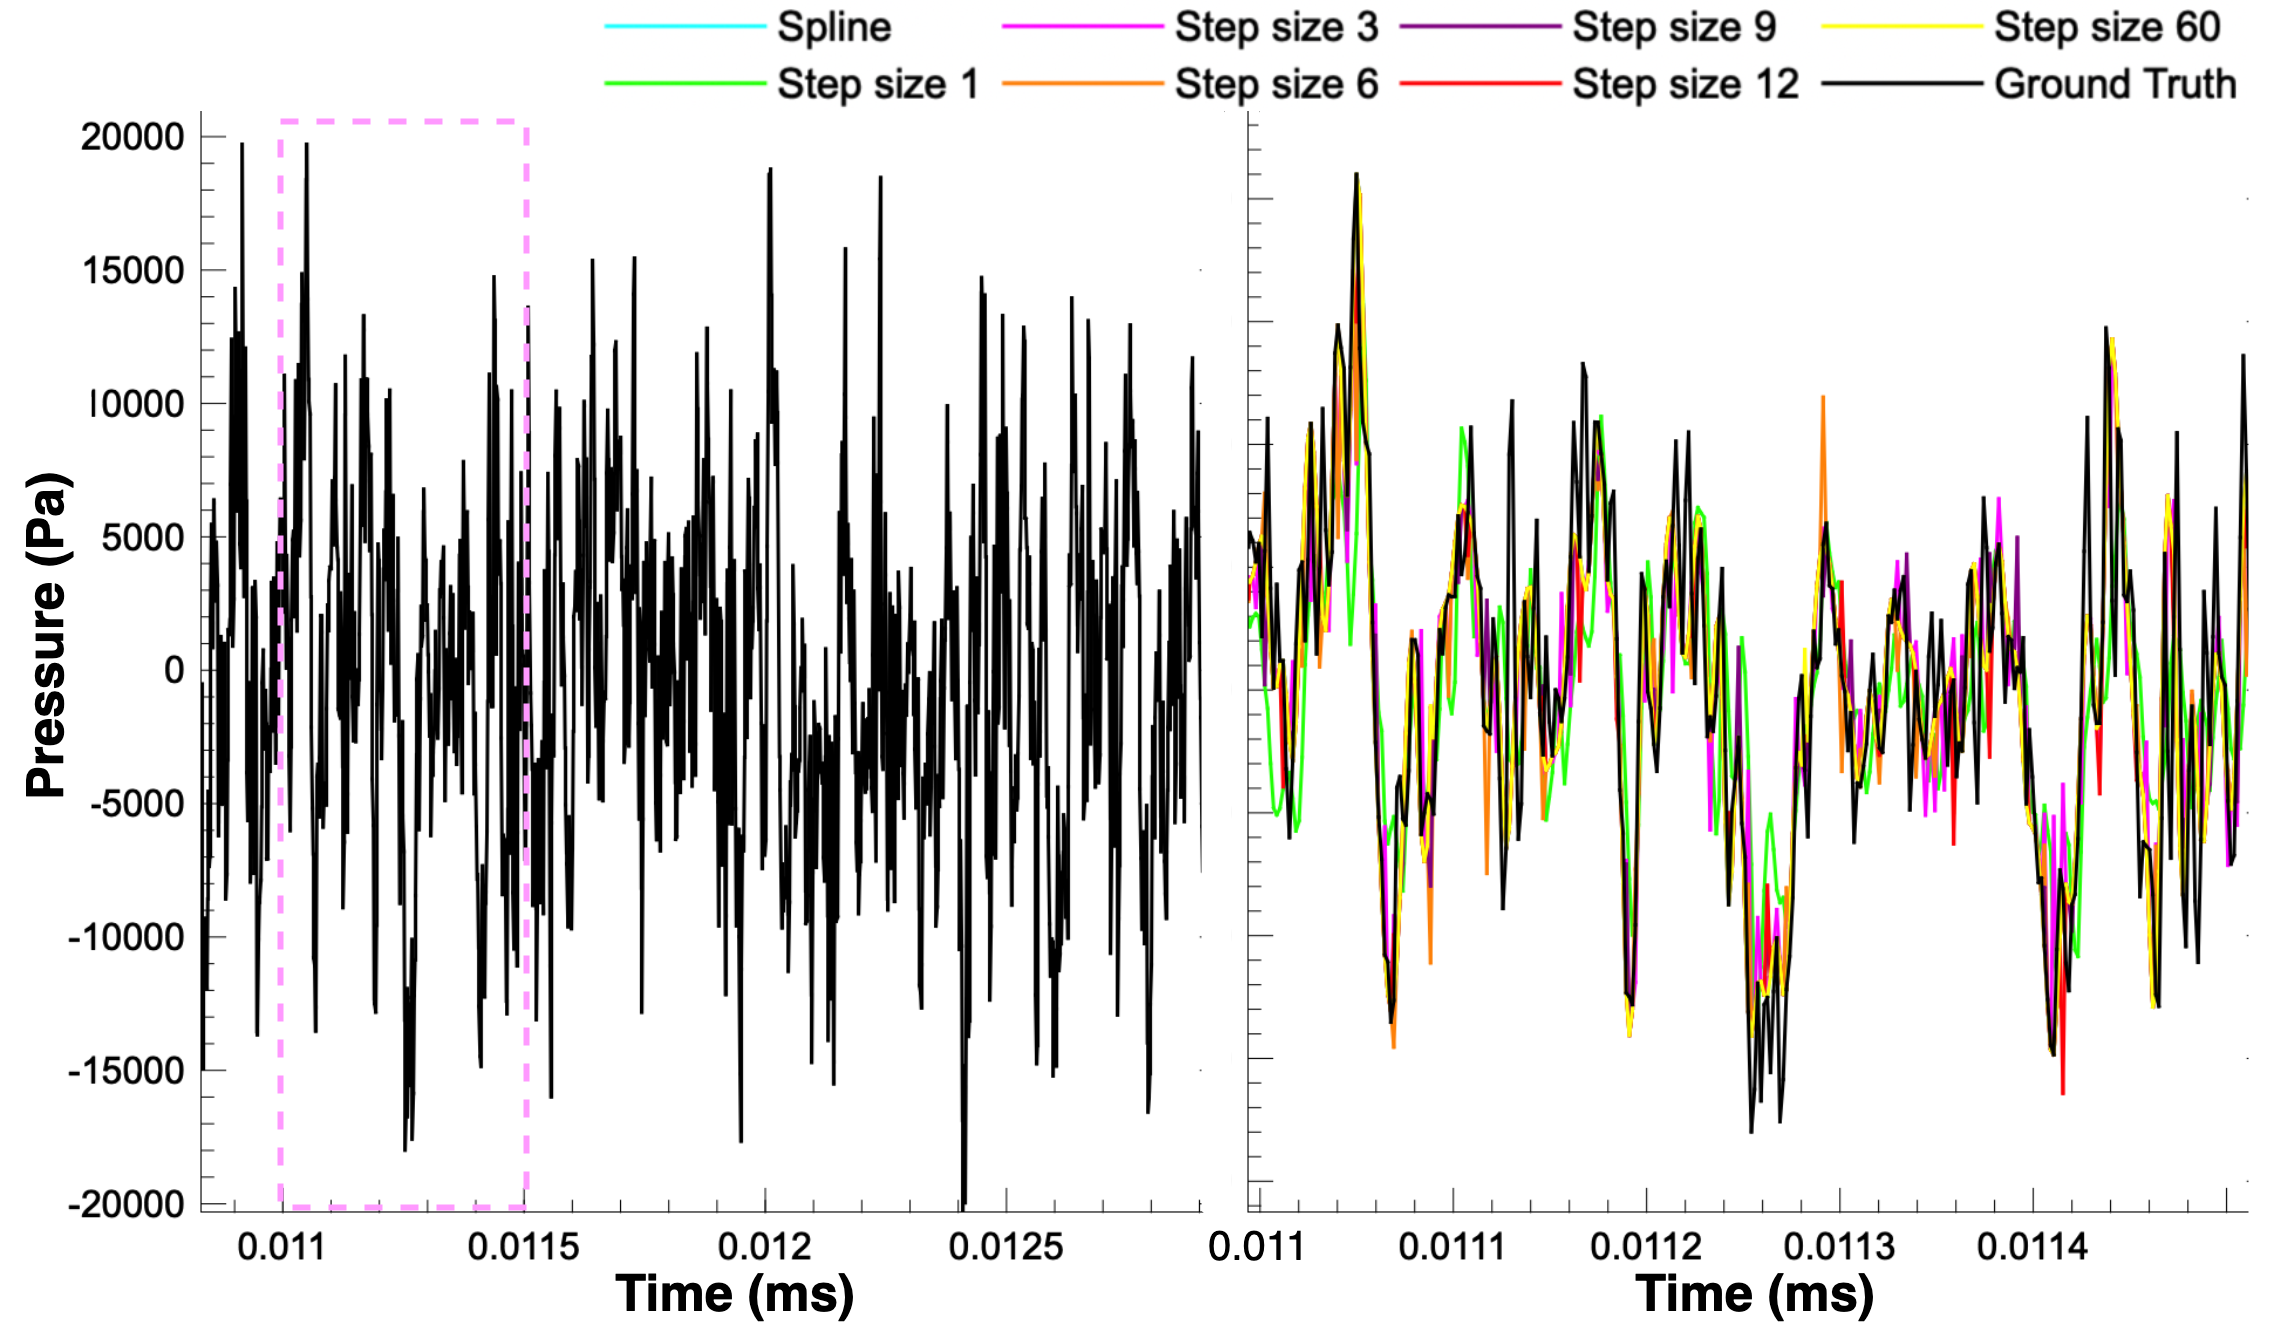 Spline Step size 3 Step size 9 Step size 60
Step size 1 Step size 6 Step size 12 Ground Truth
20000
15000
10000
5000
0
-5000
-10000
-15000
-20000
Pressure (Pa)
0.011 0.0115 0.012 0.0125 0.011 0.0111 0.0112 0.0113 0.0114
Time (ms) Time (ms)